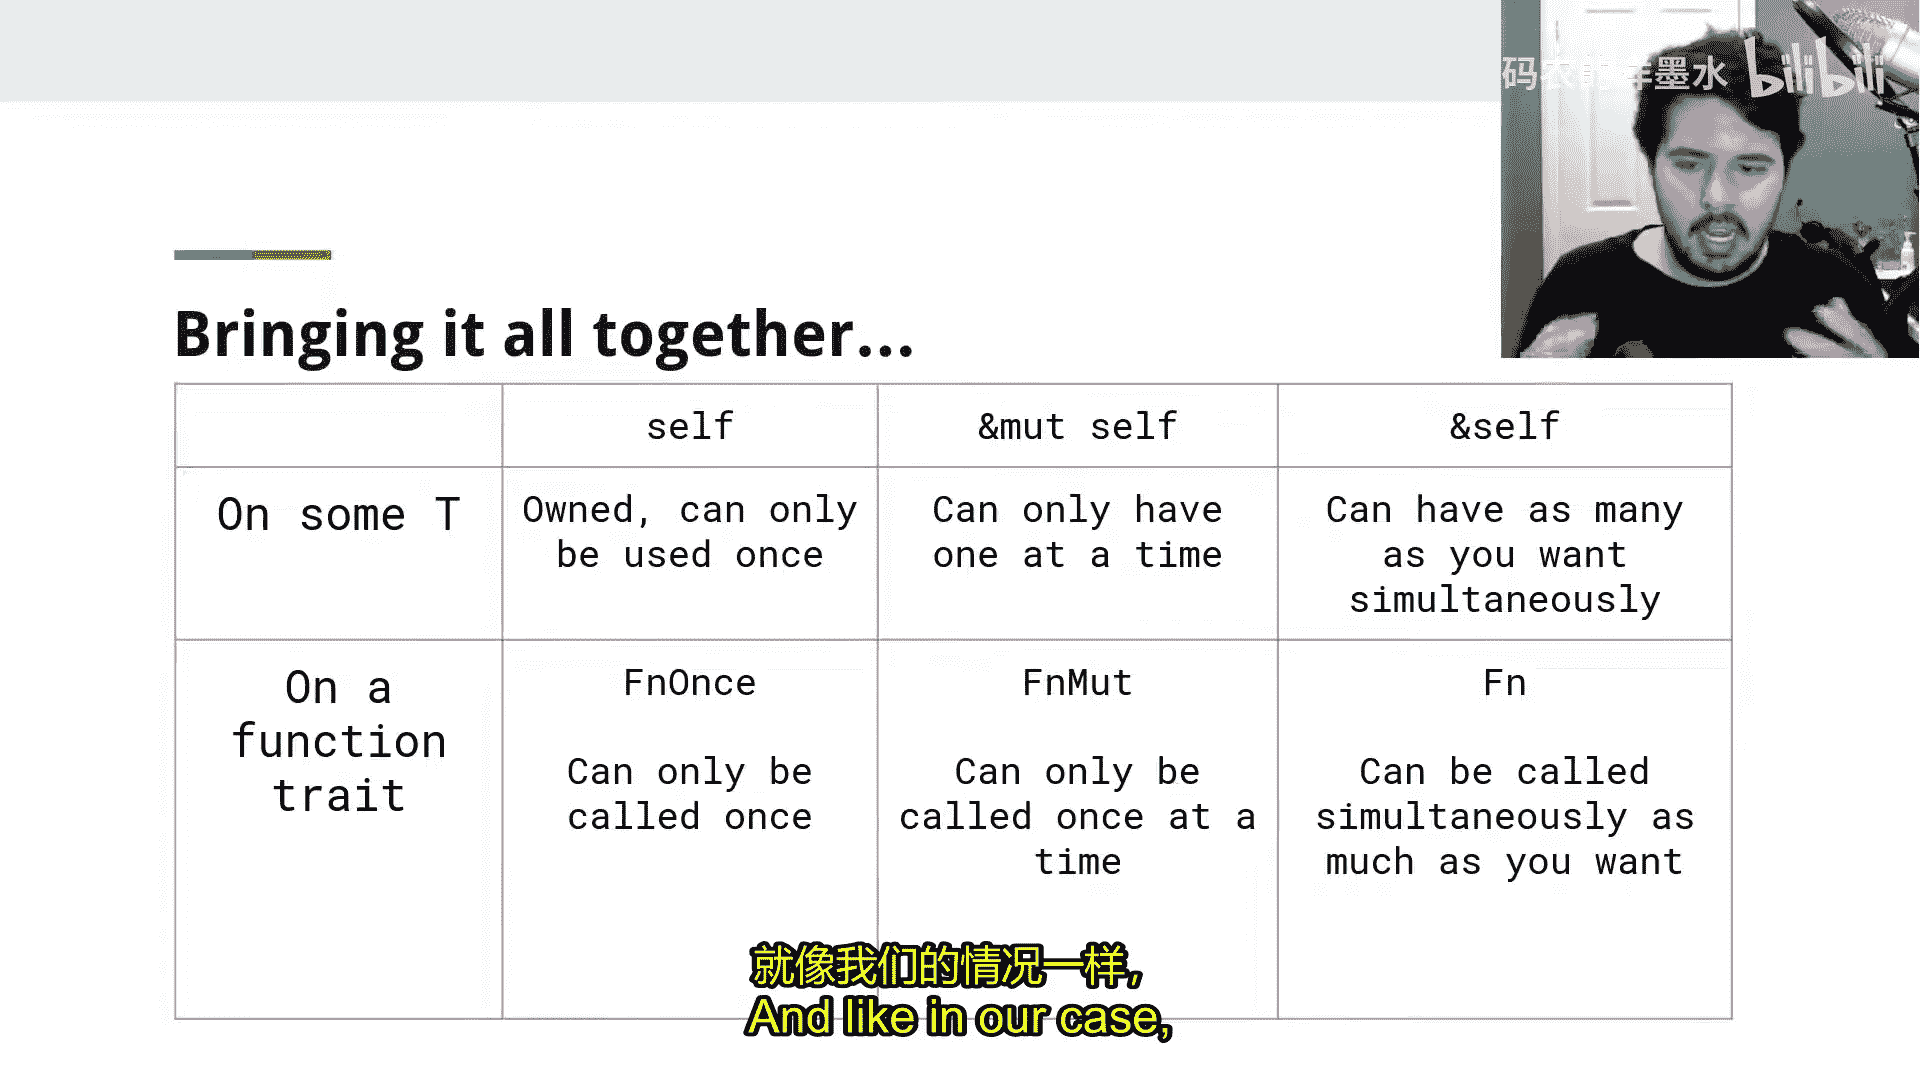 墨水 bilibili
Bringing it all together...
self
&mut self
&self
On some T
Owned, can only
be used once
Can only have
one at a time
Can have as many
as you want
simultaneously
On a
function
trait
FnOnce
Can only be
called once
FnMut
Can only be
called once at a
time
Fn
Can be called
simultaneously as
much as you want
就像我们的情况一样,
And like in our case,